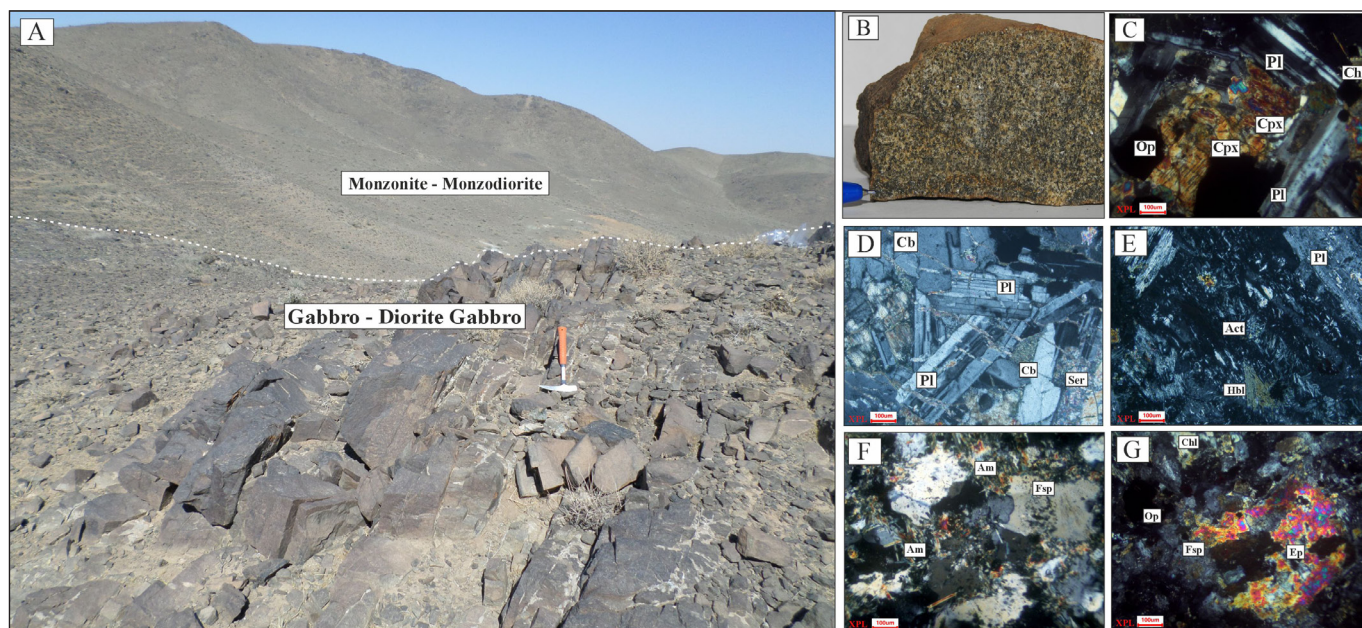 A
Monzonite - Monzodiorite
Gabbro - Diorite Gabbro
B
C
Pl
Ch
Cpx
Cpx
Op
Pl
XPL
100um
D
Cb
Pl
Pl
Cb
Ser
XPL
100um
E
Pl
Act
Hbl
XPL
100um
F
Am
Fsp
Am
XPL
100um
G
Chl
Op
Fsp
Ep
XPL
100um